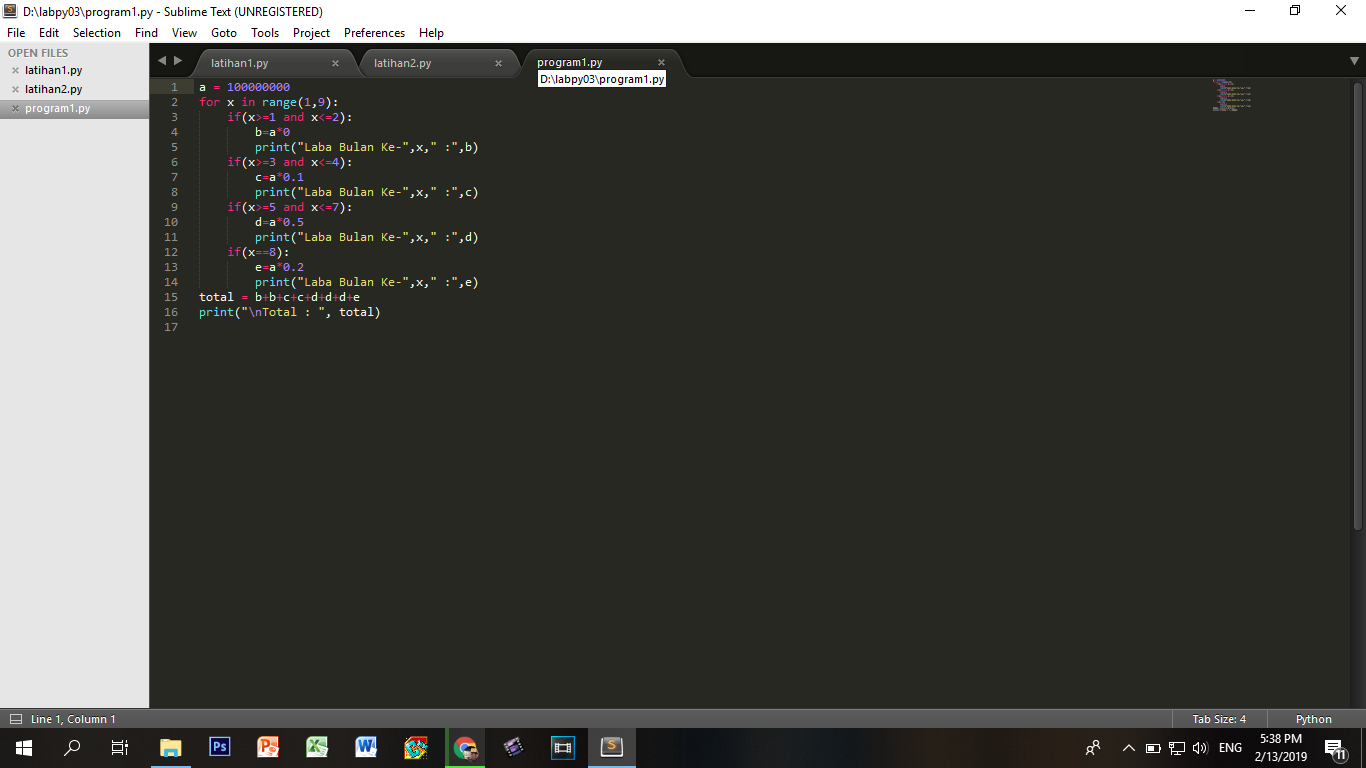 D:\labpy03\program1.py - Sublime Text (UNREGISTERED)
File Edit Selection Find View Goto Tools Project Preferences Help
OPEN FILES
latihan1.py
latihan2.py
program1.py
latihan1.py latihan2.py program1.py
D:\labpy03\program1.py
1 a = 100000000
2 for x in range(1,9):
3     if(x>=1 and x<=2):
4         b=a*0
5         print("Laba Bulan Ke-",x," :",b)
6     if(x>=3 and x<=4):
7         c=a*0.1
8         print("Laba Bulan Ke-",x," :",c)
9     if(x>=5 and x<=7):
10         d=a*0.5
11         print("Laba Bulan Ke-",x," :",d)
12     if(x==8):
13         e=a*0.2
14         print("Laba Bulan Ke-",x," :",e)
15 total = b+b+c+c+d+d+d+e
16 print("\nTotal : ", total)
17
Line 1, Column 1 Tab Size: 4 Python
Ps
ENG
5:38 PM
2/13/2019
11